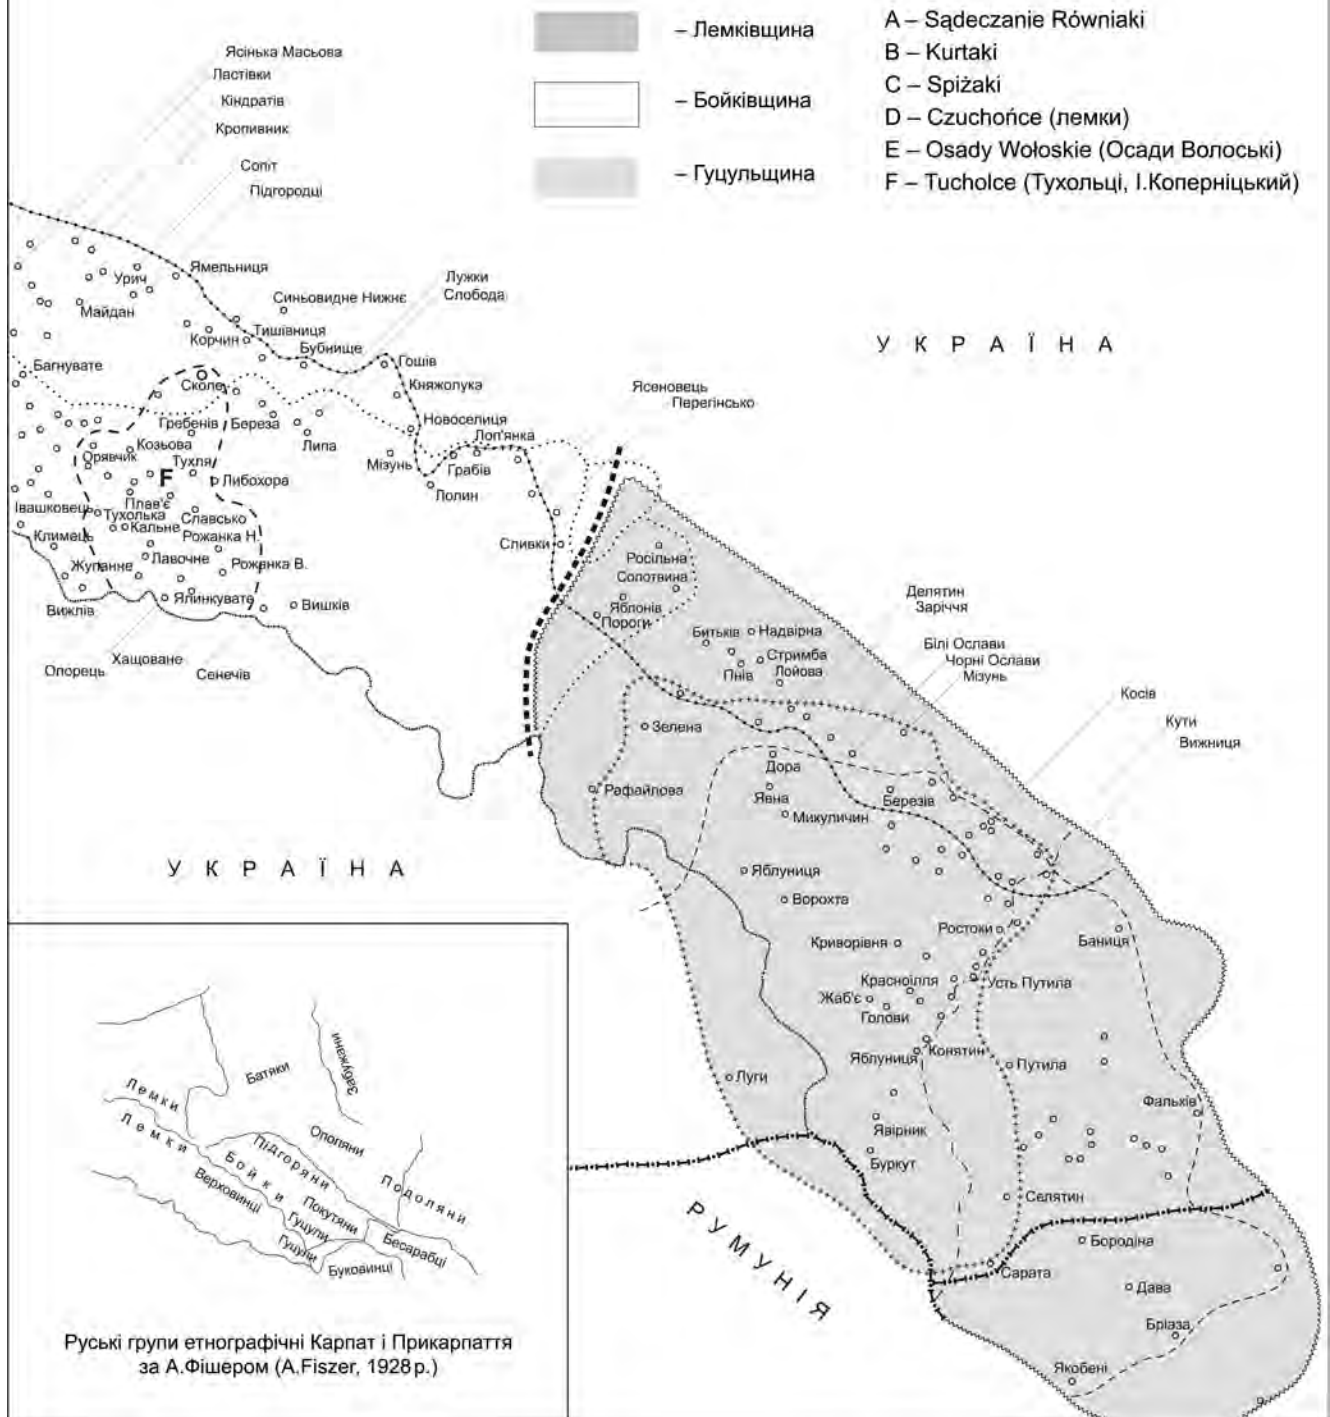 – Лемківщина
– Бойківщина
– Гуцульщина
A – Sądeczanie Równiaki
B – Kurtaki
C – Spiżaki
D – Czuchońce (лемки)
E – Osady Wołoskie (Осади Волоські)
F – Tucholce (Тухольці, І.Коперніцький)
Ясінька Масьова
Ластівки
Кіндратів
Кропивник
Сопіт
Підгородці
Ямельниця
Урич
Майдан
Синьовидне Нижнє
Лужки
Слобода
Корчин
Тишівниця
Бубнище
Гошів
УКРАЇНА
Багнувате
Сколе
Княжолука
Ясеновець
Перегінсько
Гребенів
Береза
Новоселиця
Лоп'янка
Козьова
Липа
Орявчик
Тухля
Мізунь
Грабів
F
Либохора
Лолин
Плав'є
Івашковець
Тухолька
Славсько
Кальне
Рожанка Н.
Климець
Сливки
Лавочне
Рожанка В.
Жупанне
Ялинкувате
Вижлів
Вишків
Опорець
Хащоване
Сенечів
Росільна
Солотвина
Яблонів
Пороги
Делятин
Заріччя
Битьків
Надвірна
Білі Ослави
Чорні Ослави
Мізунь
Стримба
Пнів
Лойова
Косів
Кути
Вижниця
Зелена
Дора
Рафайлова
Явна
Березів
Микуличин
УКРАЇНА
Яблуниця
Ворохта
Ростоки
Баниця
Криворівня
Красноілля
Усть Путила
Жаб'є
Голови
Яблуниця
Конятин
Путила
Луги
Фальків
Явірник
Буркут
Селятин
РУМУНІЯ
Бородіна
Сарата
Дава
Бріаза
Якобені
Забужани
Батяки
Лемки
Лемки
Ополяни
Підгоряни
Бойки
Подоляни
Верховинці
Покутяни
Гуцули
Гуцули
Бесарабці
Буковинці
Руські групи етнографічні Карпат і Прикарпаття
за А.Фішером (A.Fiszer, 1928 р.)